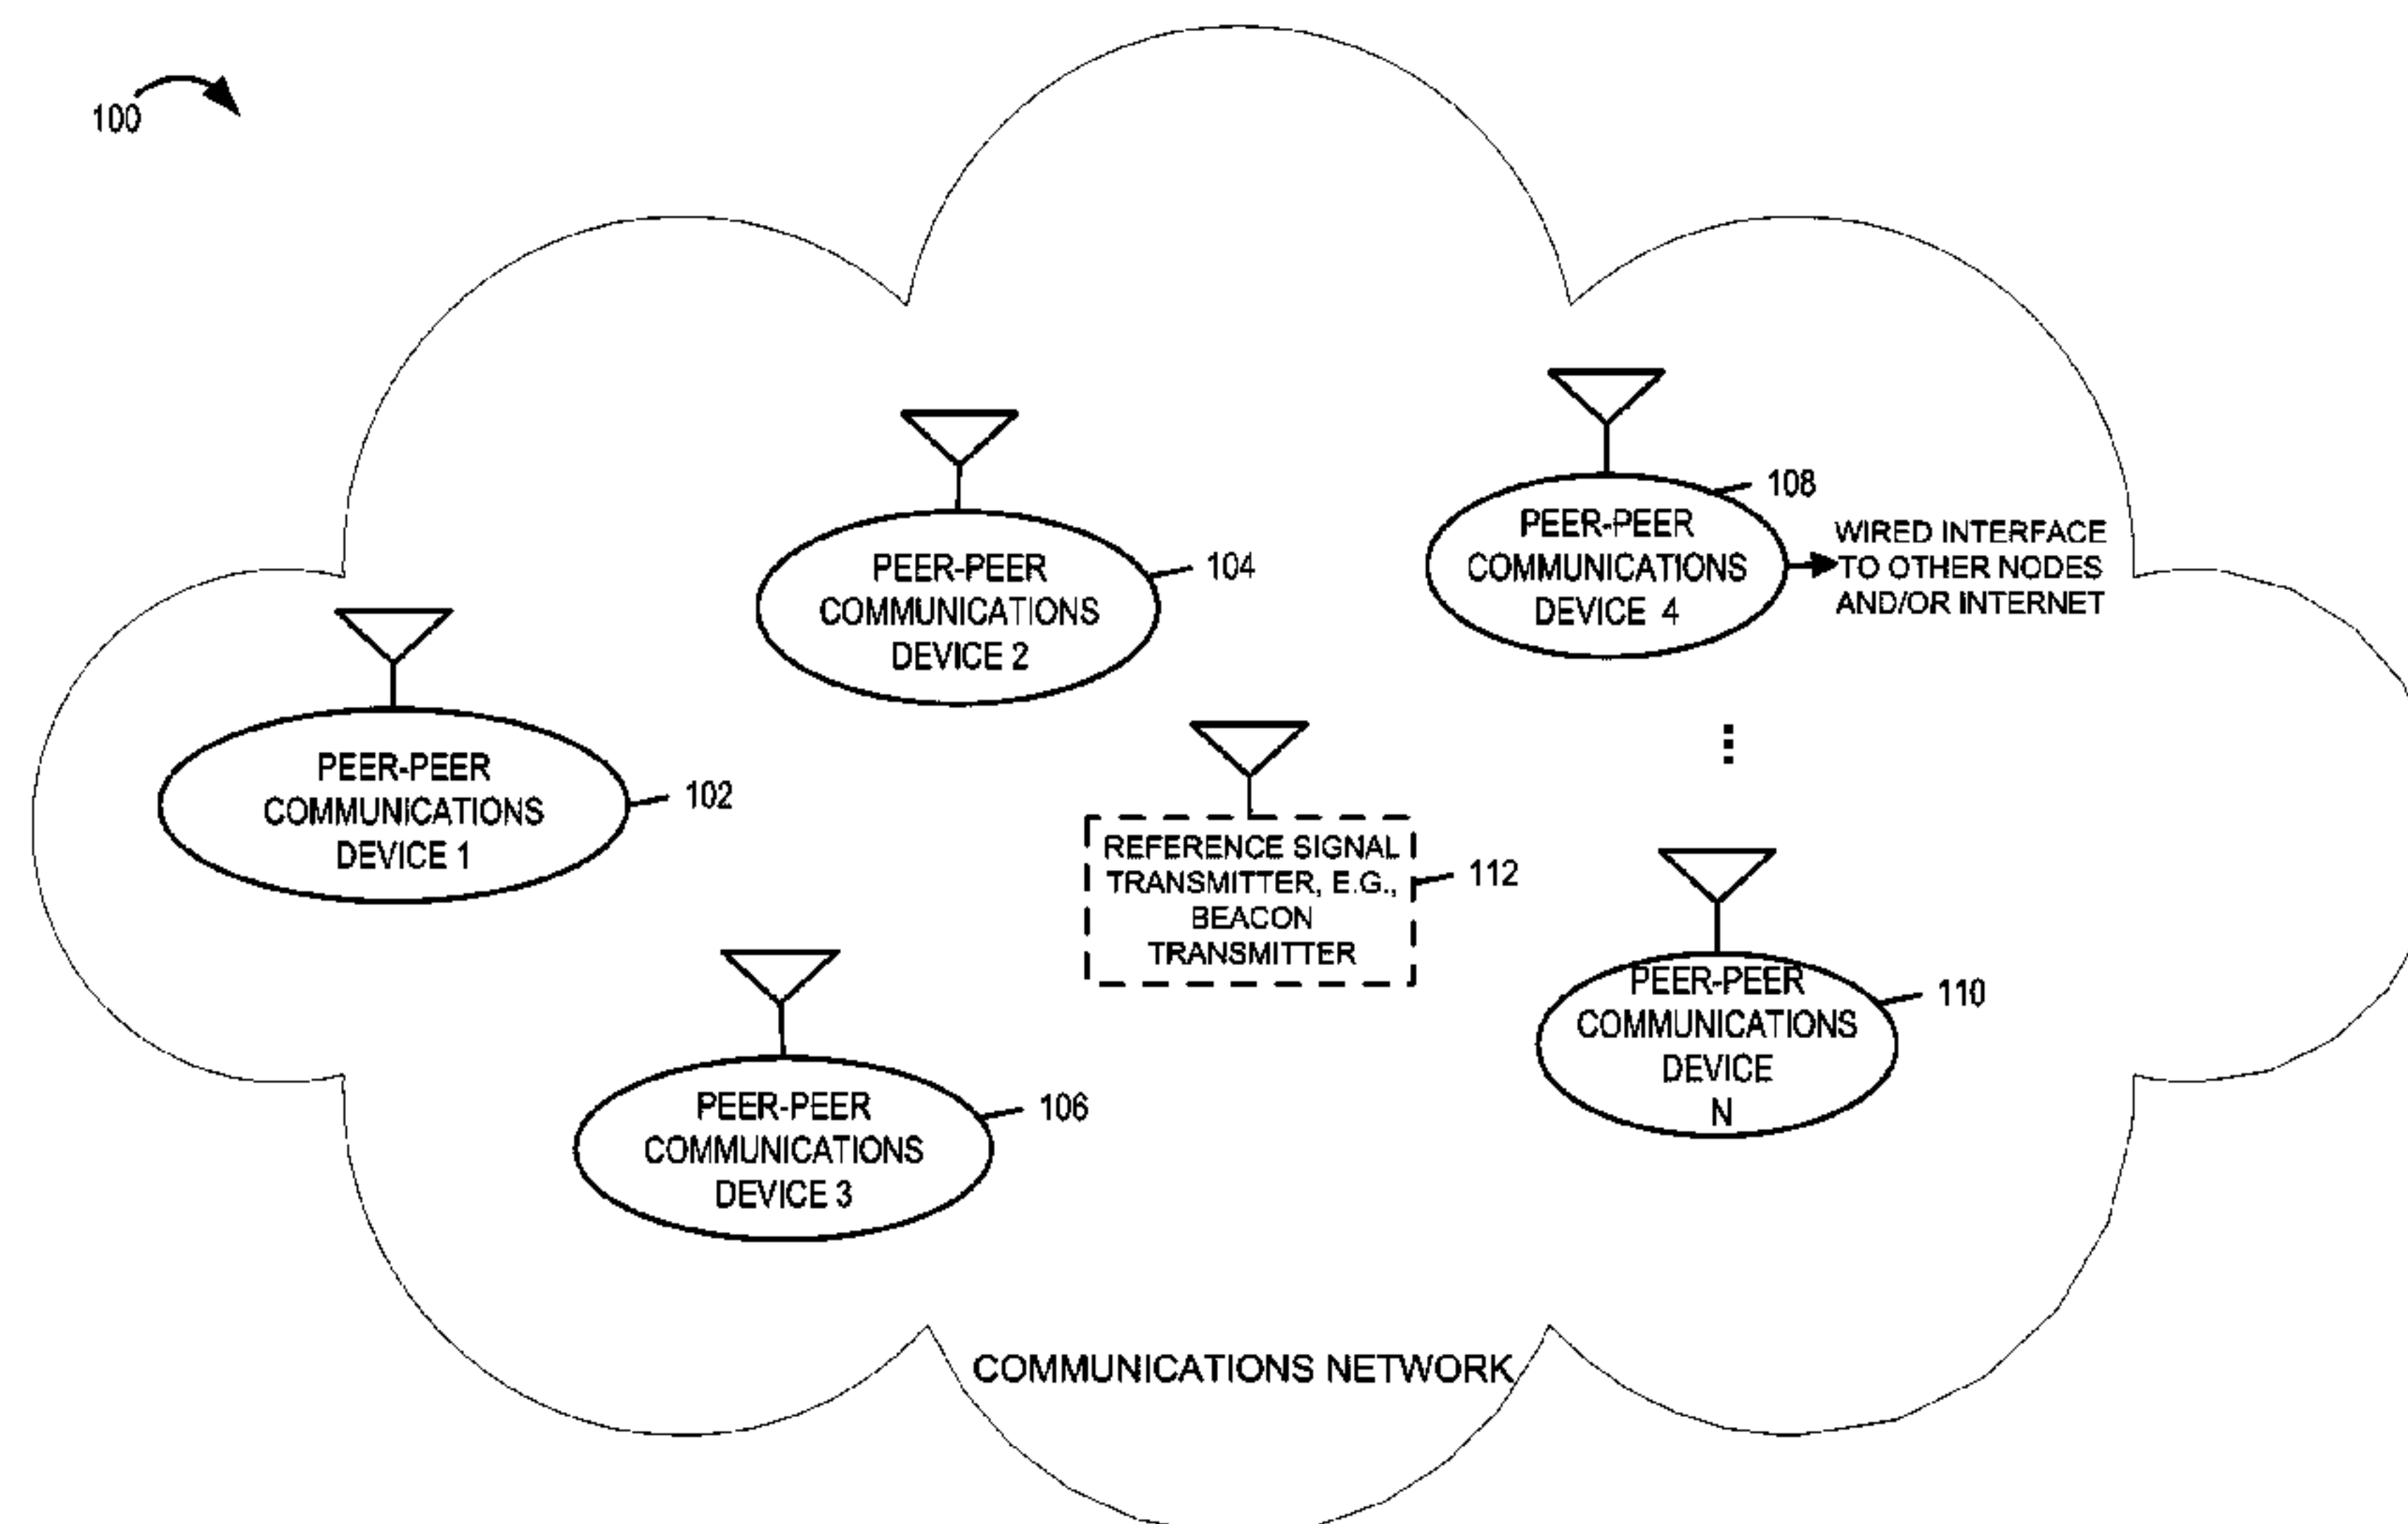 100
PEER-PEER
COMMUNICATIONS
DEVICE 4
108
WIRED INTERFACE
TO OTHER NODES
AND/OR INTERNET
PEER-PEER
COMMUNICATIONS
DEVICE 2
104
PEER-PEER
COMMUNICATIONS
DEVICE 1
102
REFERENCE SIGNAL
TRANSMITTER, E.G.,
BEACON
TRANSMITTER
112
PEER-PEER
COMMUNICATIONS
DEVICE
N
110
PEER-PEER
COMMUNICATIONS
DEVICE 3
106
COMMUNICATIONS NETWORK